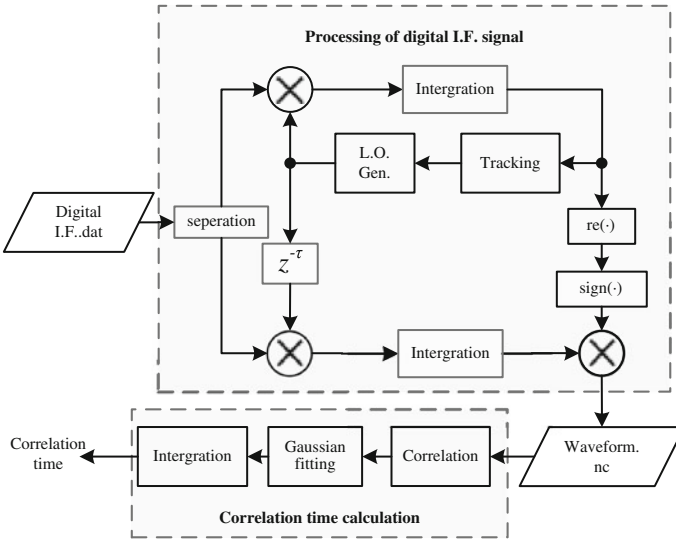 Processing of digital I.F. signal
Intergration
L.O.
Gen.
Tracking
Digital
I.F..dat
seperation
re(·)
z^-τ
sign(·)
Intergration
Correlation
time
Intergration
Gaussian
fitting
Correlation
Waveform.
nc
Correlation time calculation